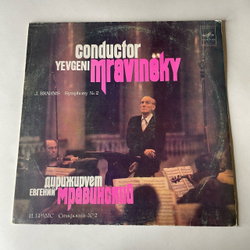 conductor
YEVGENI mravinsky
J. BRAHMS Symphony № 2
дирижирует
ЕВГЕНИЙ мравинский
И. БРАМС Симфония № 2